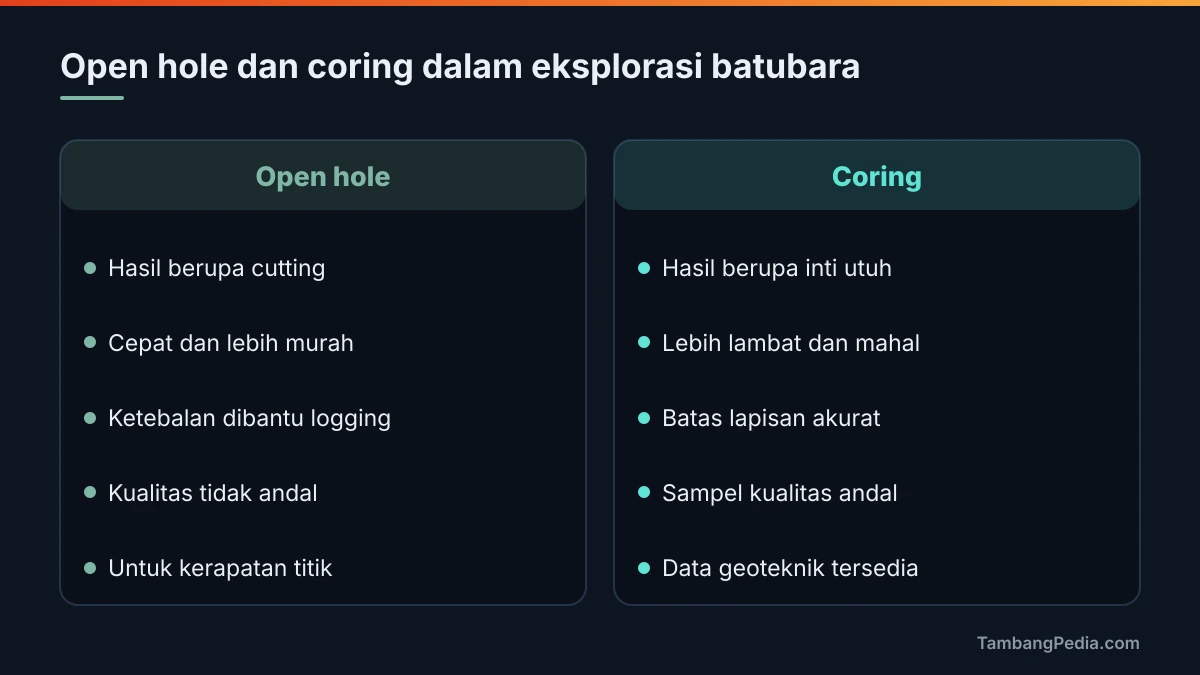 Open hole dan coring dalam eksplorasi batubara
Open hole
Hasil berupa cutting
Cepat dan lebih murah
Ketebalan dibantu logging
Kualitas tidak andal
Untuk kerapatan titik
Coring
Hasil berupa inti utuh
Lebih lambat dan mahal
Batas lapisan akurat
Sampel kualitas andal
Data geoteknik tersedia
TambangPedia.com